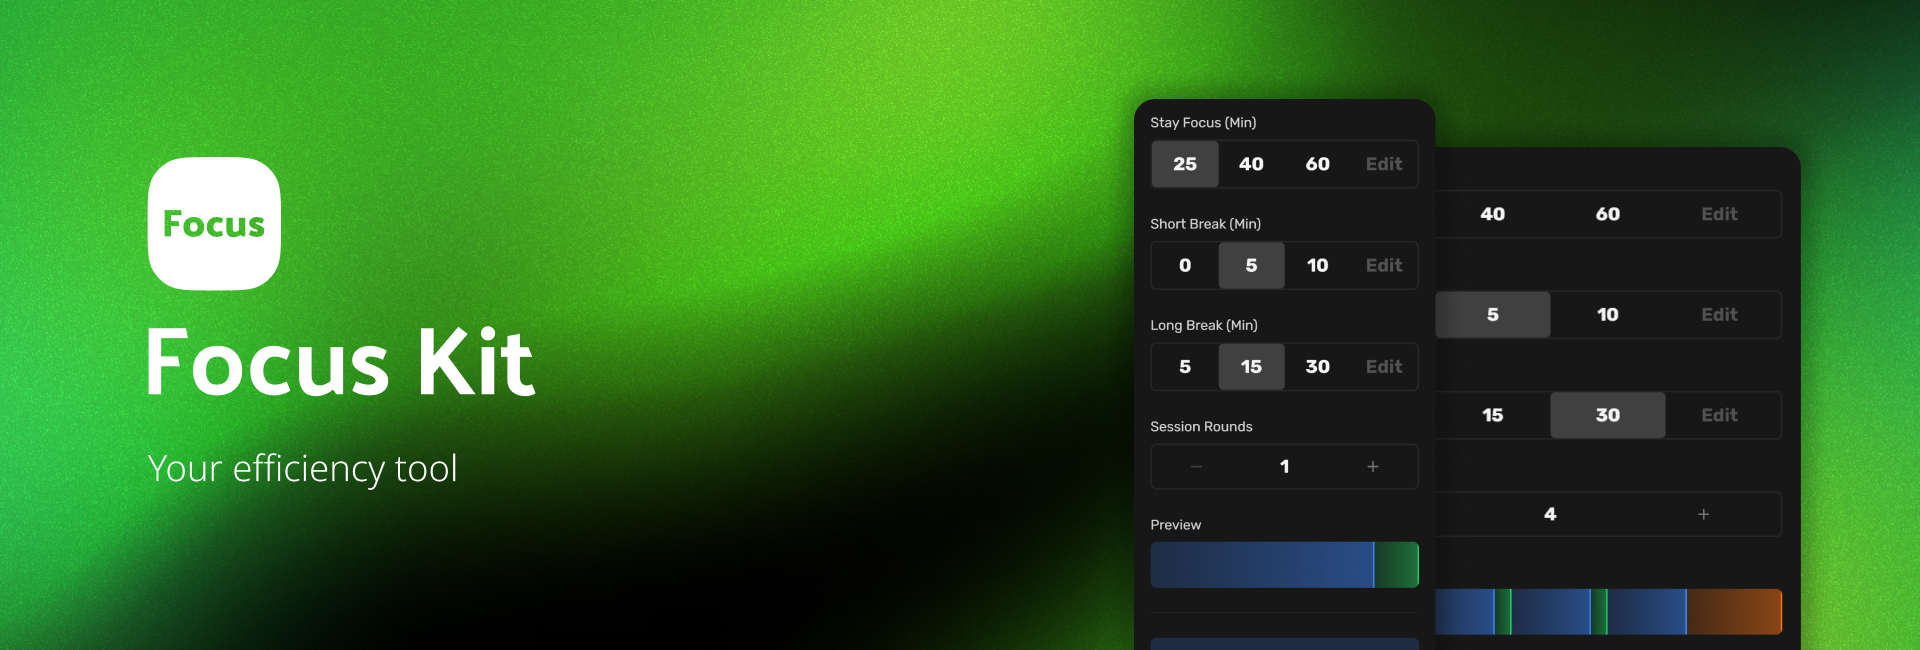 Focus
Focus Kit
Your efficiency tool
Stay Focus (Min)
25 40 60 Edit
Short Break (Min)
0 5 10 Edit
Long Break (Min)
5 15 30 Edit
Session Rounds
− 1 +
Preview
40 60 Edit
5 10 Edit
15 30 Edit
4 +